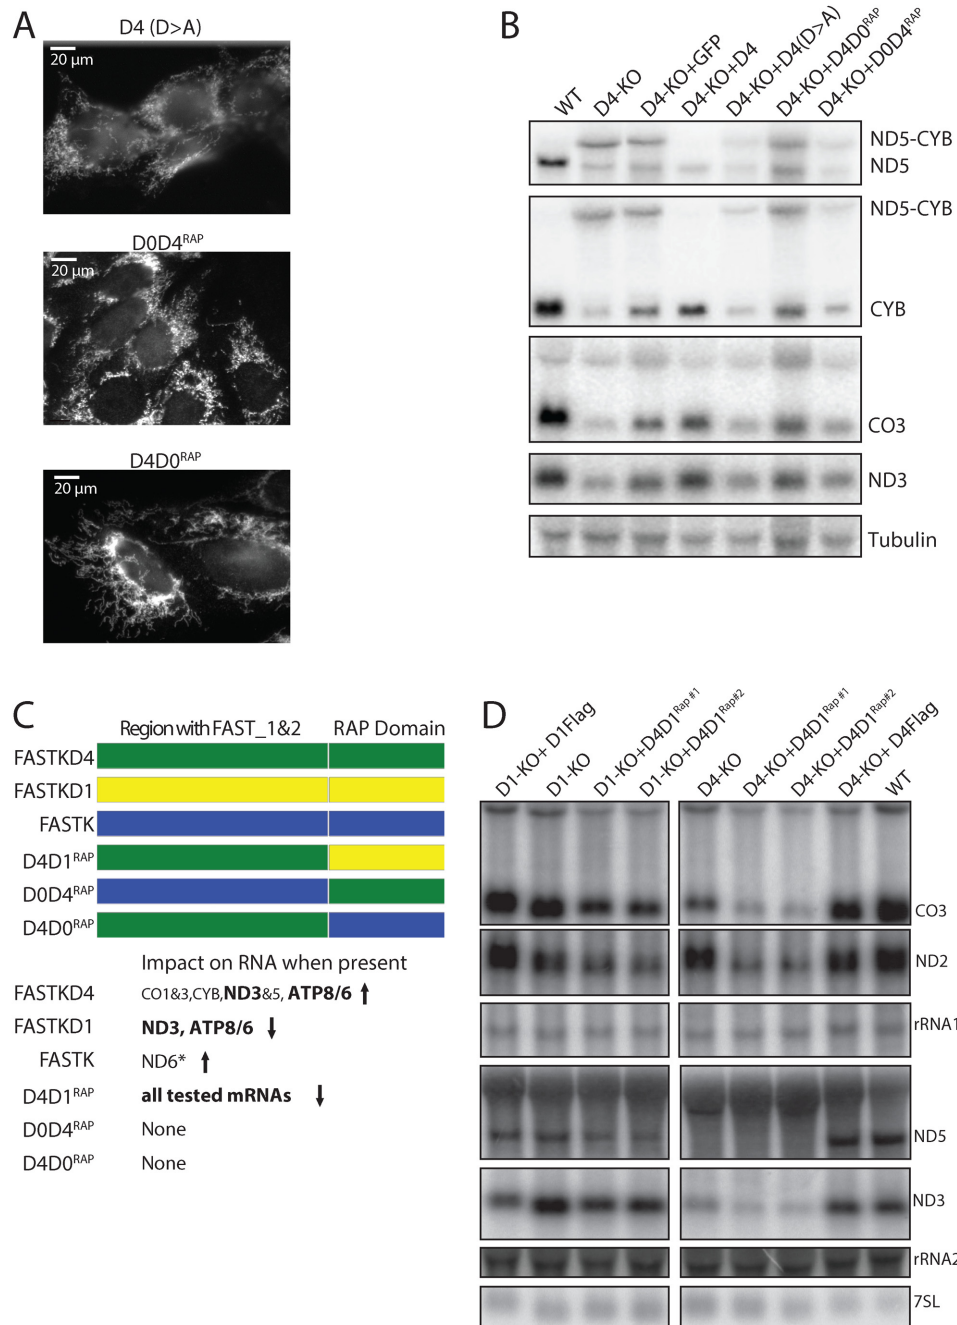 A
D4 (D>A)
20 µm
D0D4RAP
20 µm
D4D0RAP
20 µm
B
WT
D4-KO
D4-KO+GFP
D4-KO+D4
D4-KO+D4(D>A)
D4-KO+D4D0RAP
D4-KO+D0D4RAP
ND5-CYB
ND5
ND5-CYB
CYB
CO3
ND3
Tubulin
C
Region with FAST_1&2 RAP Domain
FASTKD4
FASTKD1
FASTK
D4D1RAP
D0D4RAP
D4D0RAP
Impact on RNA when present
FASTKD4 CO1&3,CYB,ND3&5, ATP8/6 ↑
FASTKD1 ND3, ATP8/6 ↓
FASTK ND6* ↑
D4D1RAP all tested mRNAs ↓
D0D4RAP None
D4D0RAP None
D
D1-KO+ D1Flag
D1-KO
D1-KO+D4D1Rap #1
D1-KO+D4D1Rap#2
D4-KO
D4-KO+D4D1Rap #1
D4-KO+D4D1Rap#2
D4-KO+ D4Flag
WT
CO3
ND2
rRNA1
ND5
ND3
rRNA2
7SL